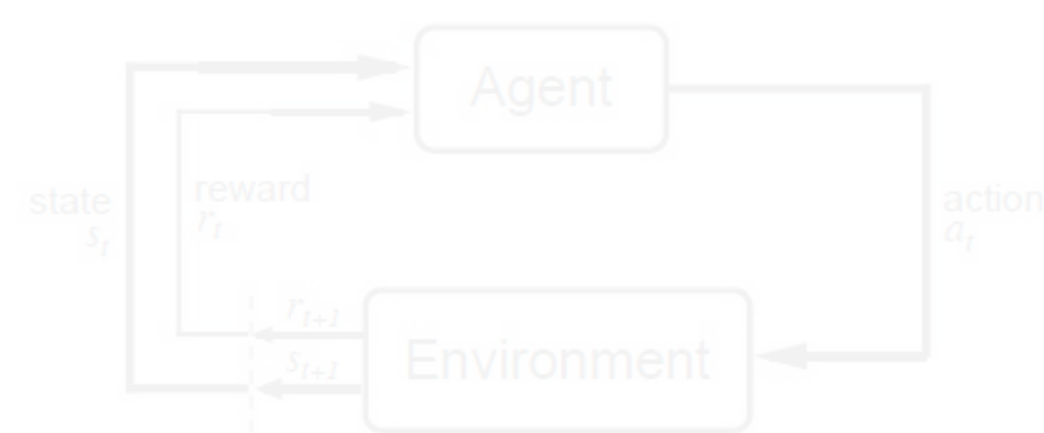 Agent
state
s_t
reward
r_t
action
a_t
r_{t+1}
s_{t+1}
Environment